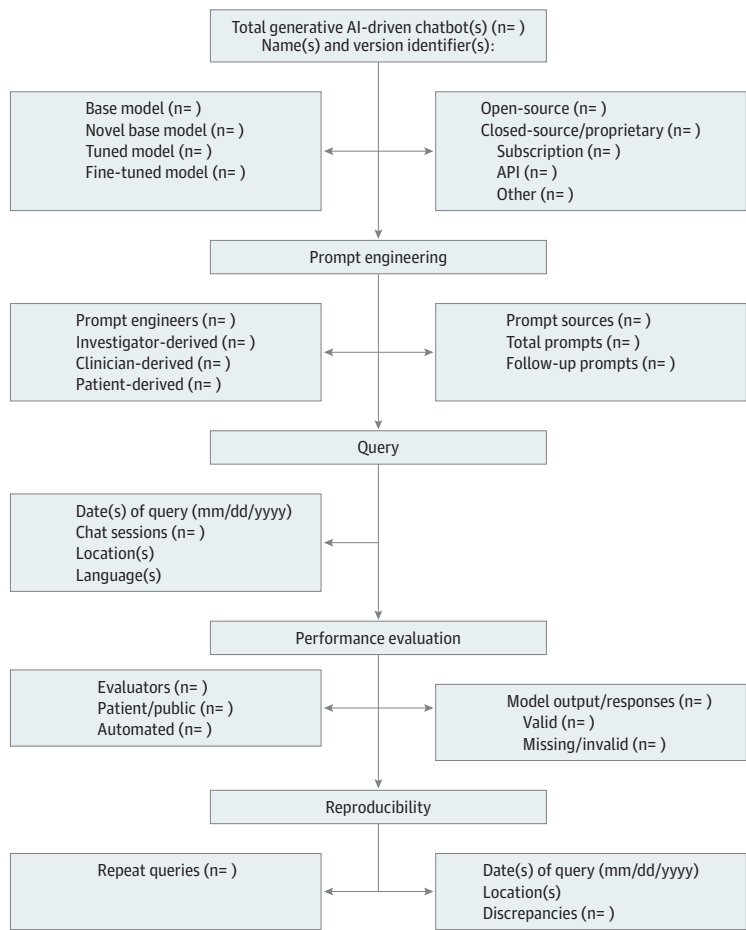 Total generative AI-driven chatbot(s) (n= )
Name(s) and version identifier(s):
Base model (n= )
Novel base model (n= )
Tuned model (n= )
Fine-tuned model (n= )
Open-source (n= )
Closed-source/proprietary (n= )
Subscription (n= )
API (n= )
Other (n= )
Prompt engineering
Prompt engineers (n= )
Investigator-derived (n= )
Clinician-derived (n= )
Patient-derived (n= )
Prompt sources (n= )
Total prompts (n= )
Follow-up prompts (n= )
Query
Date(s) of query (mm/dd/yyyy)
Chat sessions (n= )
Location(s)
Language(s)
Performance evaluation
Evaluators (n= )
Patient/public (n= )
Automated (n= )
Model output/responses (n= )
Valid (n= )
Missing/invalid (n= )
Reproducibility
Repeat queries (n= )
Date(s) of query (mm/dd/yyyy)
Location(s)
Discrepancies (n= )